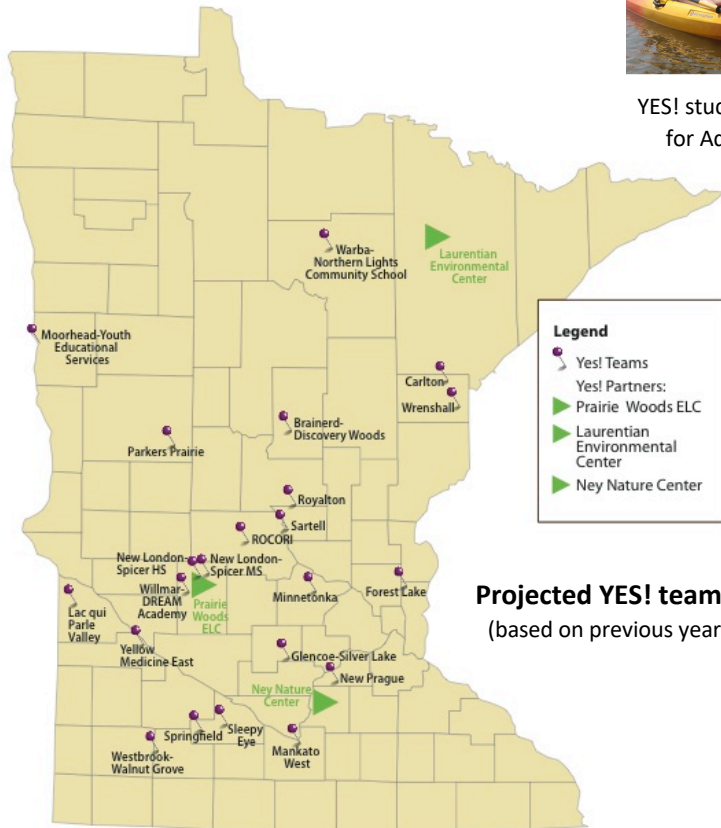 YES! stud
for Ad
Warba-
Northern Lights
Community School
Laurentian
Environmental
Center
Moorhead-Youth
Educational
Services
Legend
Yes! Teams
Yes! Partners:
Prairie Woods ELC
Laurentian
Environmental
Center
Ney Nature Center
Carlton
Wrenshall
Brainerd-
Discovery Woods
Parkers Prairie
Royalton
Sartell
ROCORI
New London-
Spicer HS
New London-
Spicer MS
Willmar-
DREAM
Academy
Prairie
Woods
ELC
Minnetonka
Forest Lake
Lac qui
Parle
Valley
Yellow
Medicine East
Projected YES! team
(based on previous year
Glencoe-Silver Lake
New Prague
Ney Nature
Center
Springfield
Sleepy
Eye
Mankato
West
Westbrook-
Walnut Grove